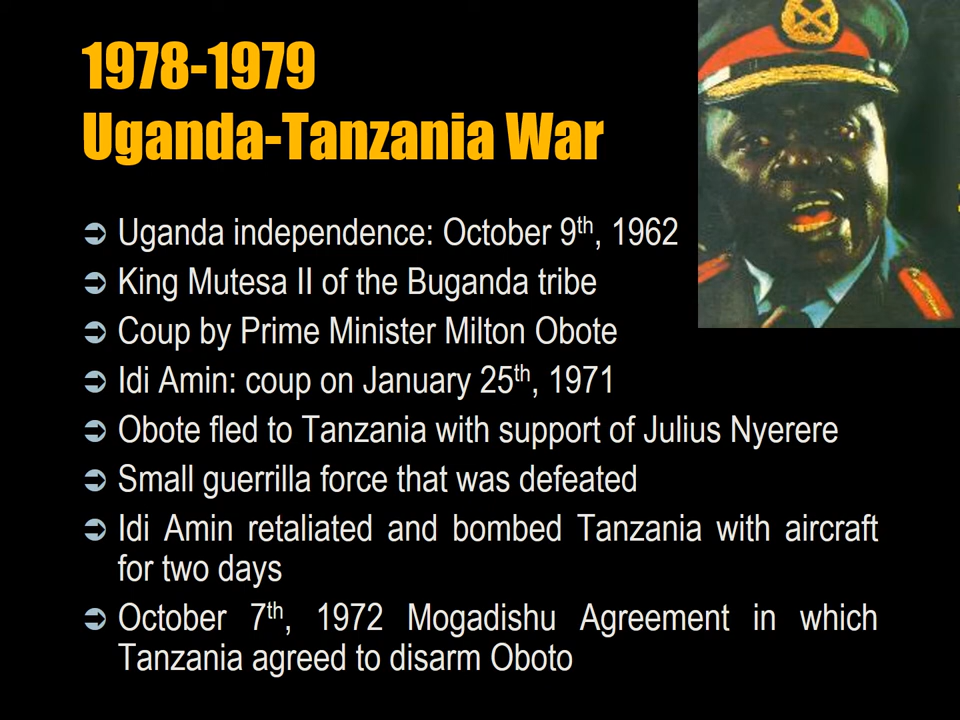 1978-1979
Uganda-Tanzania War
Uganda independence: October 9th, 1962
King Mutesa II of the Buganda tribe
Coup by Prime Minister Milton Obote
Idi Amin: coup on January 25th, 1971
Obote fled to Tanzania with support of Julius Nyerere
Small guerrilla force that was defeated
Idi Amin retaliated and bombed Tanzania with aircraft
for two days
October 7th, 1972 Mogadishu Agreement in which
Tanzania agreed to disarm Oboto